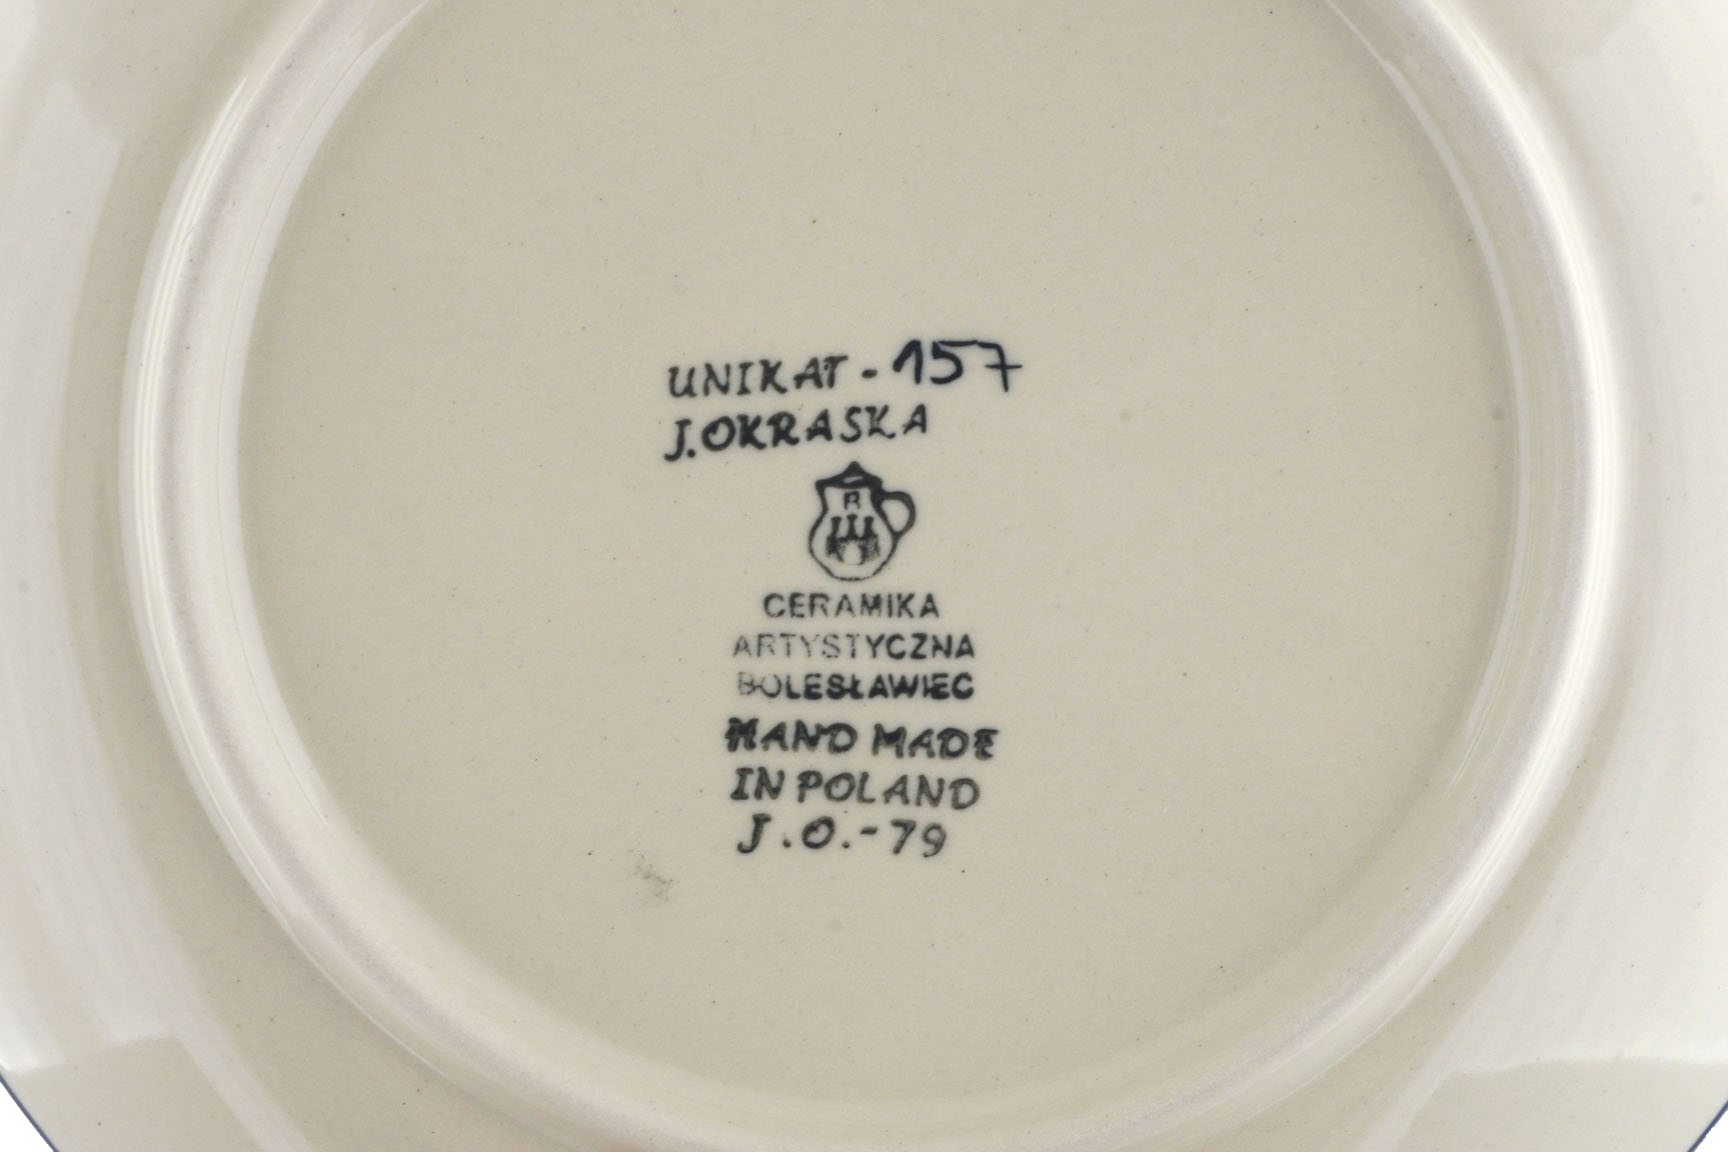 UNIKAT - 157
J. OKRASKA
R
CERAMIKA
ARTYSTYCZNA
BOLESŁAWIEC
HAND MADE
IN POLAND
J.O.-79